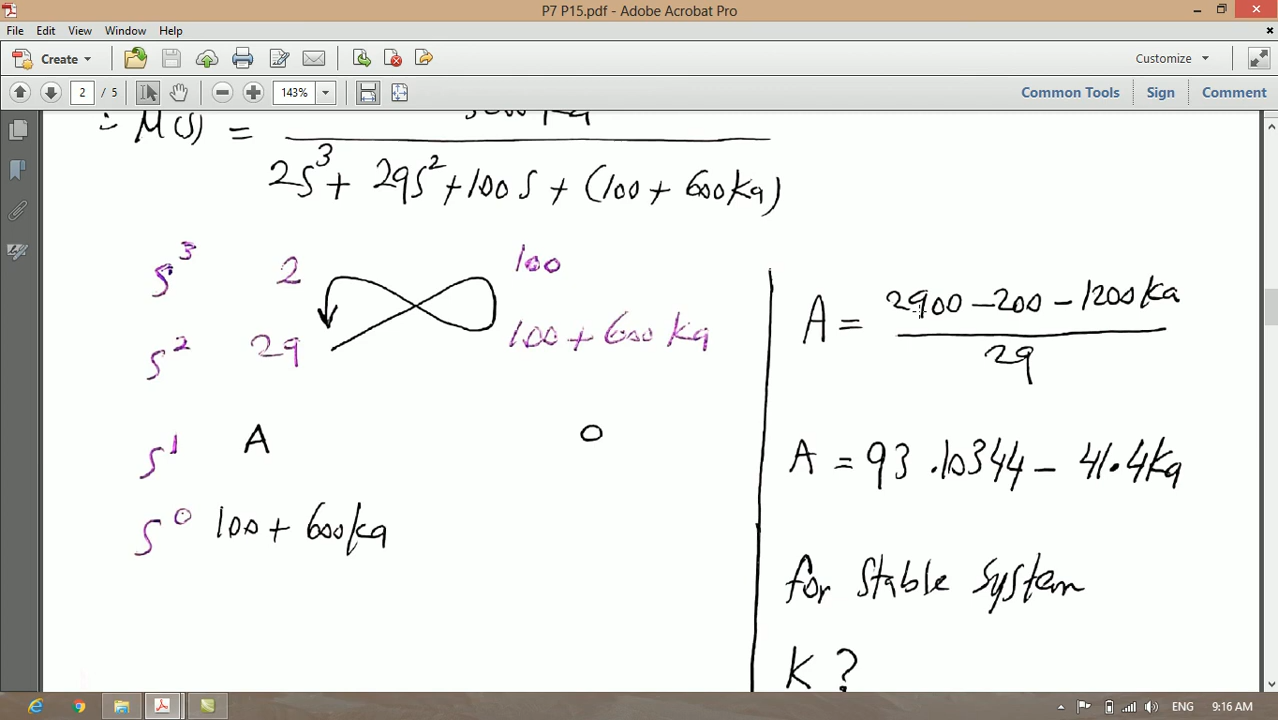 P7 P15.pdf - Adobe Acrobat Pro
File Edit View Window Help
Create Customize
2 / 5 143% Common Tools Sign Comment
∴ M(s) =
2s³ + 29s² + 100s + (100 + 600ka)
s³ 2 100
s² 29 100 + 600ka
s¹ A 0
s⁰ 100 + 600ka
A = 2900 - 200 - 1200ka / 29
A = 93.10344 - 41.4ka
for Stable System
K?
ENG 9:16 AM